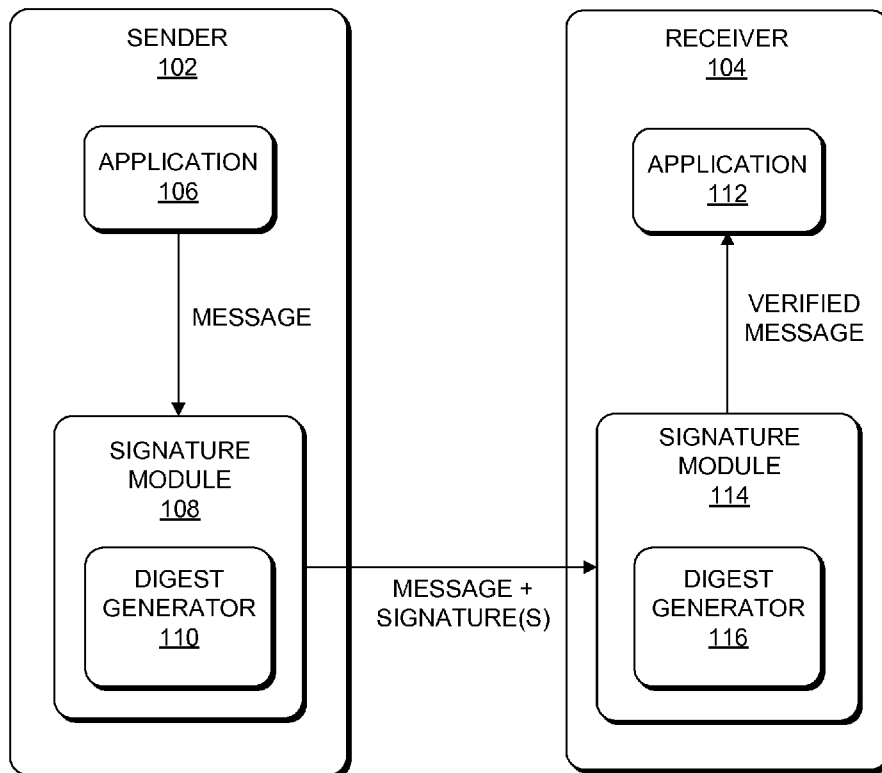 SENDER
102
APPLICATION
106
MESSAGE
SIGNATURE
MODULE
108
DIGEST
GENERATOR
110
MESSAGE +
SIGNATURE(S)
RECEIVER
104
APPLICATION
112
VERIFIED
MESSAGE
SIGNATURE
MODULE
114
DIGEST
GENERATOR
116